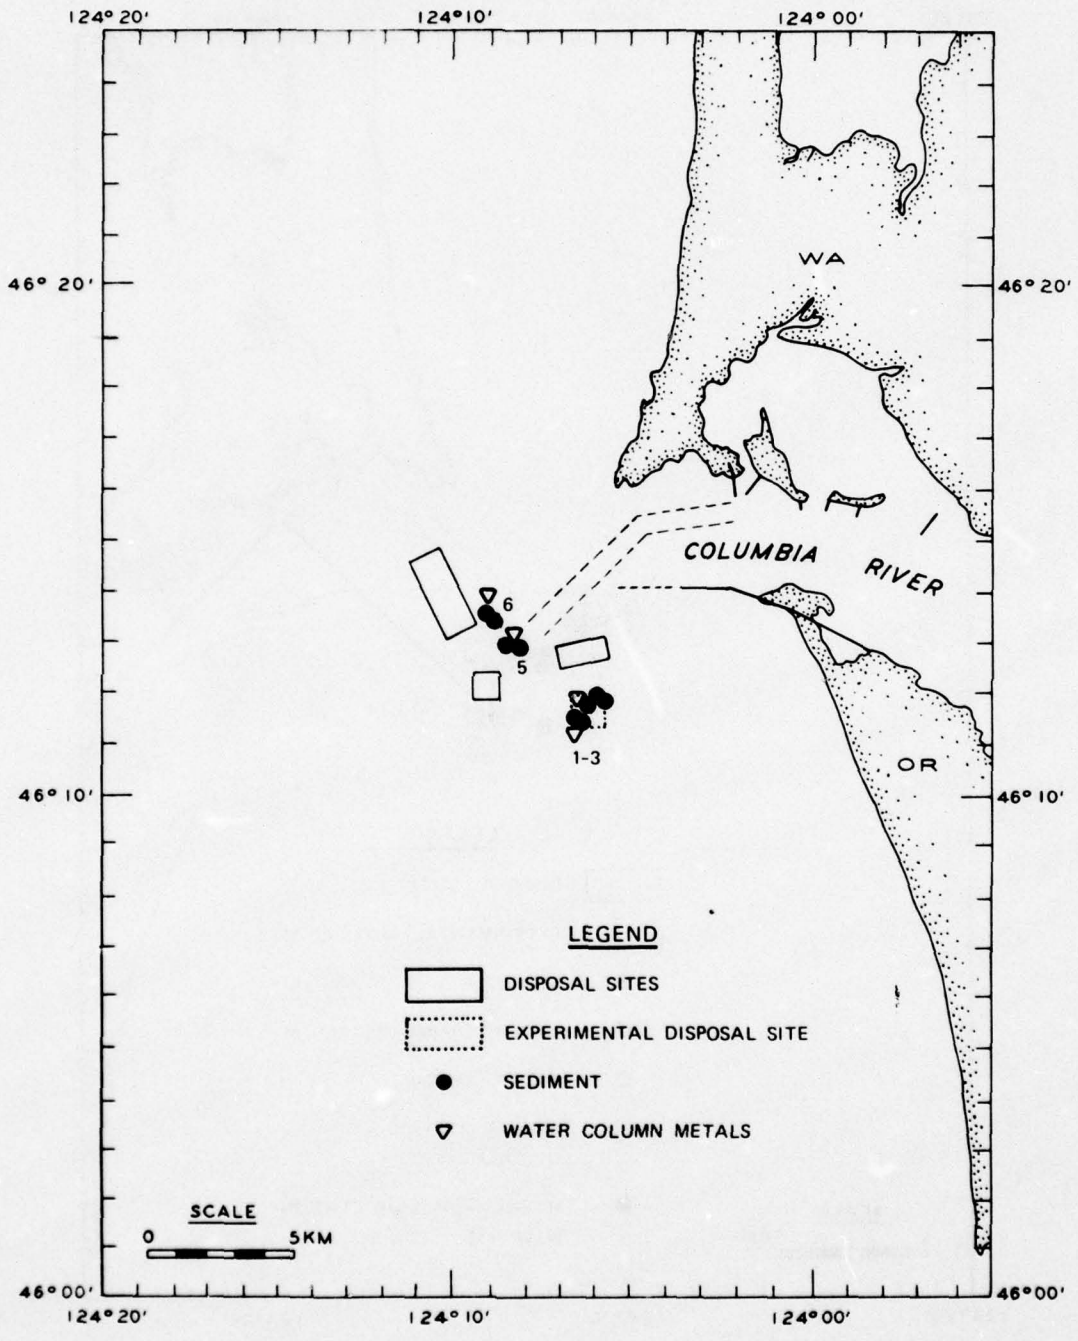 124° 20'
124° 10'
124° 00'
46° 20'
46° 20'
WA
COLUMBIA
RIVER
6
5
1-3
OR
46° 10'
46° 10'
LEGEND
DISPOSAL SITES
EXPERIMENTAL DISPOSAL SITE
SEDIMENT
WATER COLUMN METALS
SCALE
0
5KM
46° 00'
46° 00'
124° 20'
124° 10'
124° 00'